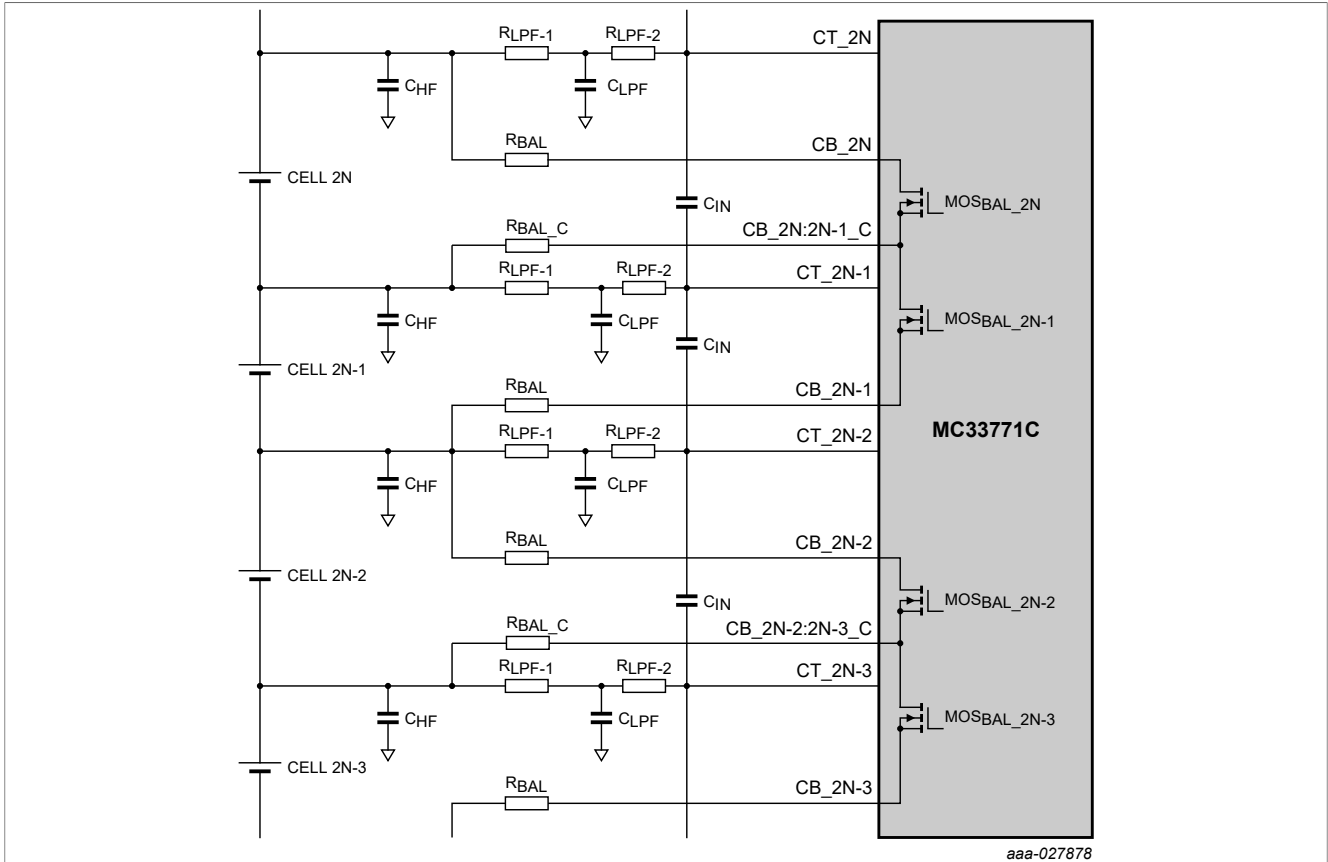 RLPF-1 RLPF-2 CT_2N
CHF CLPF
RBAL CB_2N
CELL 2N CIN MOSBAL_2N
RBAL_C CB_2N:2N-1_C
RLPF-1 RLPF-2 CT_2N-1
CHF CLPF MOSBAL_2N-1
CIN
CELL 2N-1
RBAL CB_2N-1
RLPF-1 RLPF-2 CT_2N-2 MC33771C
CHF CLPF
RBAL CB_2N-2
CELL 2N-2
CIN MOSBAL_2N-2
RBAL_C CB_2N-2:2N-3_C
RLPF-1 RLPF-2 CT_2N-3
CHF CLPF MOSBAL_2N-3
CELL 2N-3
RBAL CB_2N-3
aaa-027878